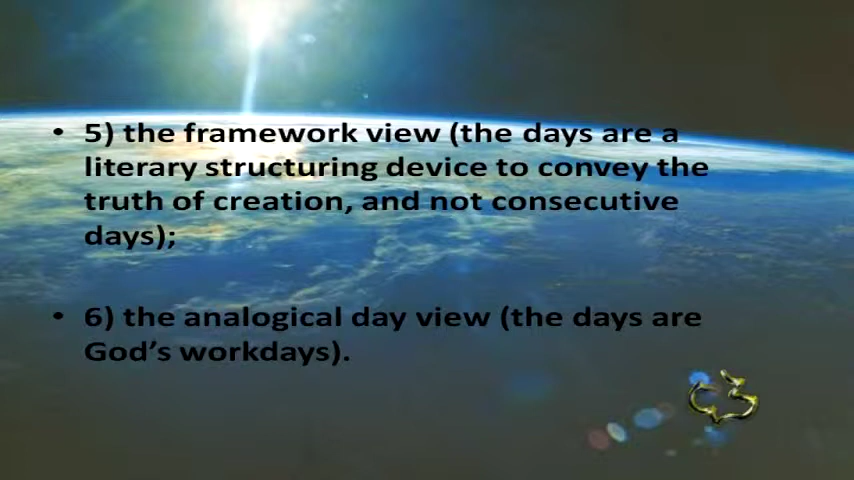 • 5) the framework view (the days are a
literary structuring device to convey the
truth of creation, and not consecutive
days);
• 6) the analogical day view (the days are
God's workdays).